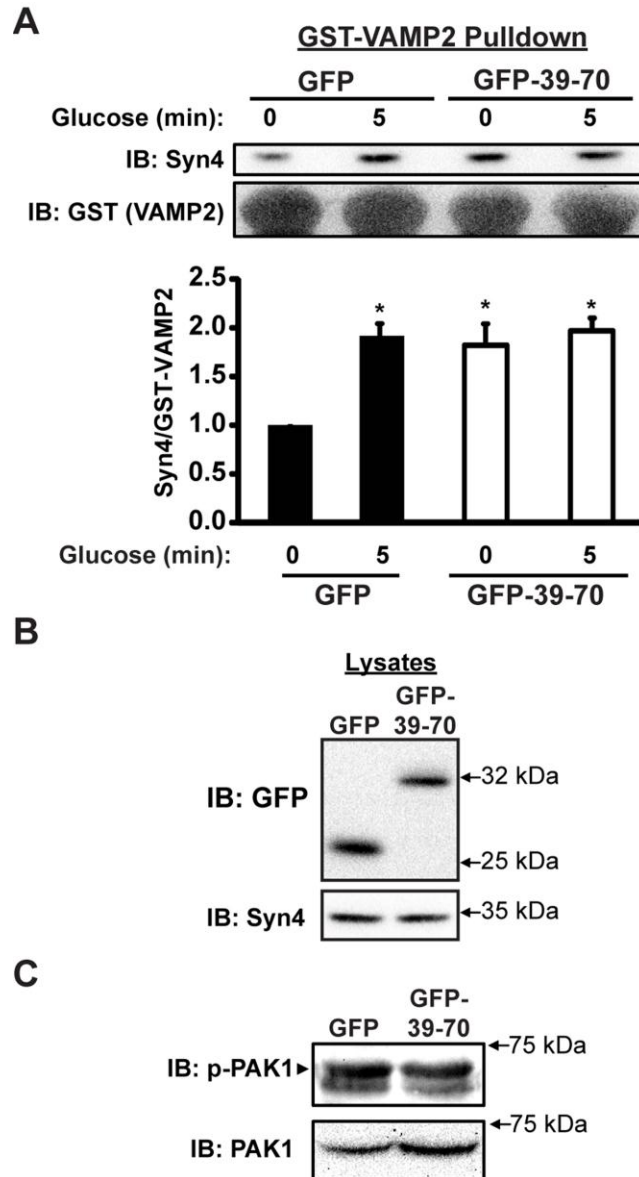 A
GST-VAMP2 Pulldown
GFP GFP-39-70
Glucose (min): 0 5 0 5
IB: Syn4
IB: GST (VAMP2)
Syn4/GST-VAMP2
2.5
2.0
1.5
1.0
0.5
0.0
* * *
Glucose (min): 0 5 0 5
GFP GFP-39-70
B
Lysates
GFP GFP-39-70
IB: GFP
←32 kDa
←25 kDa
IB: Syn4
←35 kDa
C
GFP GFP-39-70
←75 kDa
IB: p-PAK1
←75 kDa
IB: PAK1